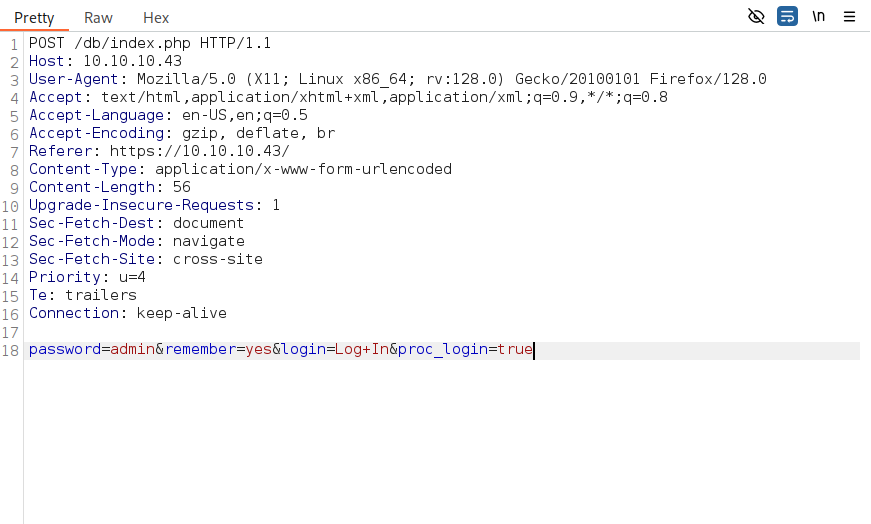 Pretty Raw Hex \n
1 POST /db/index.php HTTP/1.1
2 Host: 10.10.10.43
3 User-Agent: Mozilla/5.0 (X11; Linux x86_64; rv:128.0) Gecko/20100101 Firefox/128.0
4 Accept: text/html,application/xhtml+xml,application/xml;q=0.9,*/*;q=0.8
5 Accept-Language: en-US,en;q=0.5
6 Accept-Encoding: gzip, deflate, br
7 Referer: https://10.10.10.43/
8 Content-Type: application/x-www-form-urlencoded
9 Content-Length: 56
10 Upgrade-Insecure-Requests: 1
11 Sec-Fetch-Dest: document
12 Sec-Fetch-Mode: navigate
13 Sec-Fetch-Site: cross-site
14 Priority: u=4
15 Te: trailers
16 Connection: keep-alive
17
18 password=admin&remember=yes&login=Log+In&proc_login=true